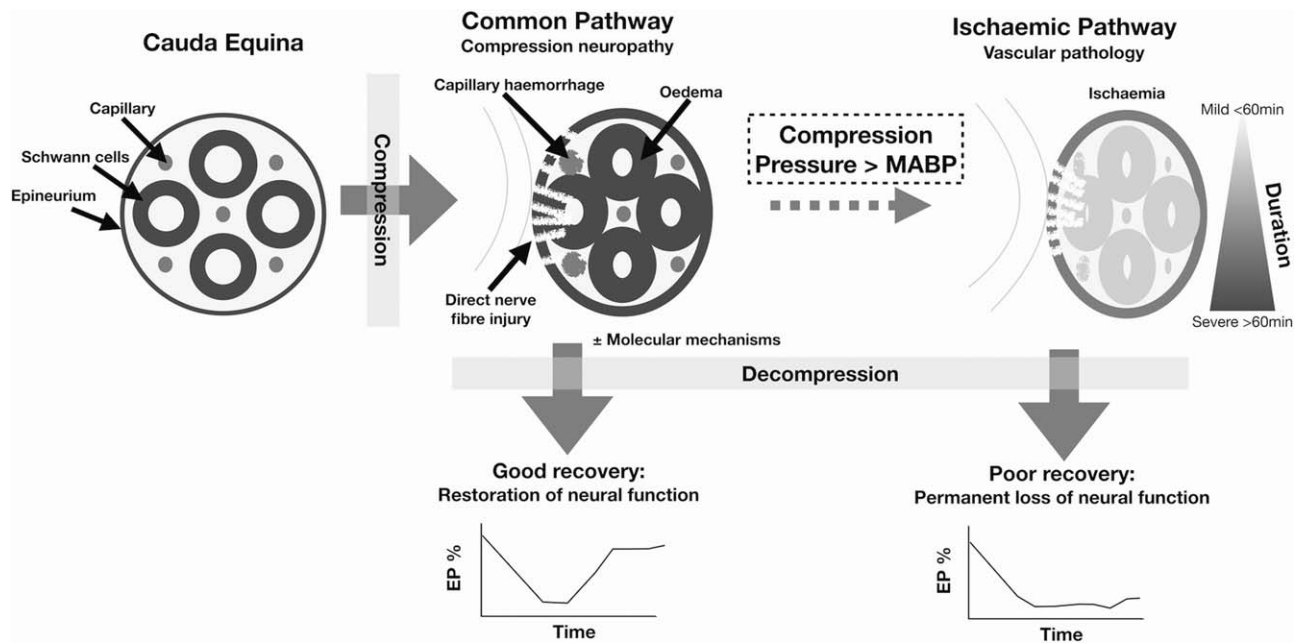 Cauda Equina
Capillary
Schwann cells
Epineurium
Compression
Common Pathway
Compression neuropathy
Capillary haemorrhage
Oedema
Direct nerve
fibre injury
± Molecular mechanisms
Compression
Pressure > MABP
Ischaemic Pathway
Vascular pathology
Ischaemia
Mild <60min
Duration
Severe >60min
Decompression
Good recovery:
Restoration of neural function
EP %
Time
Poor recovery:
Permanent loss of neural function
EP %
Time